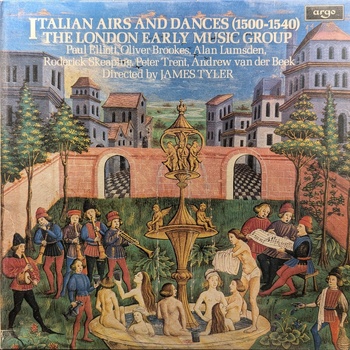 argo
ITALIAN AIRS AND DANCES (1500-1540)
THE LONDON EARLY MUSIC GROUP
Paul Elliott, Oliver Brookes, Alan Lumsden,
Roderick Skeaping, Peter Trent, Andrew van der Beek
Directed by JAMES TYLER